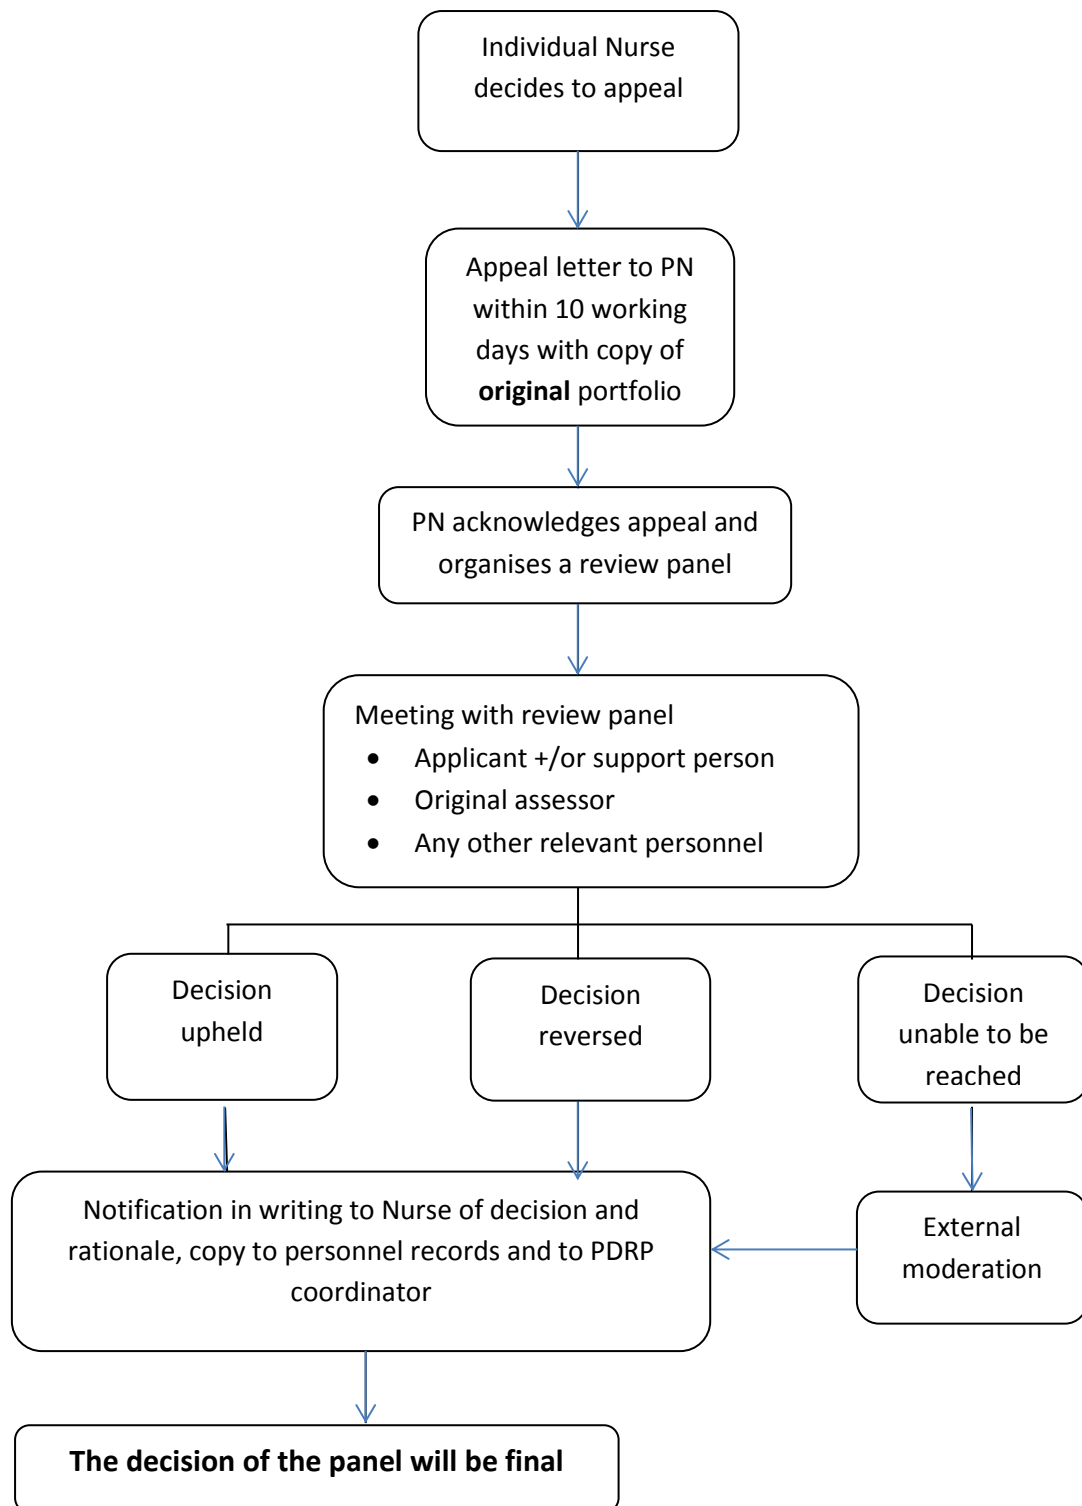 Individual Nurse
decides to appeal
Appeal letter to PN
within 10 working
days with copy of
original portfolio
PN acknowledges appeal and
organises a review panel
Meeting with review panel
• Applicant +/or support person
• Original assessor
• Any other relevant personnel
Decision
upheld
Decision
reversed
Decision
unable to be
reached
Notification in writing to Nurse of decision and
rationale, copy to personnel records and to PDRP
coordinator
External
moderation
The decision of the panel will be final